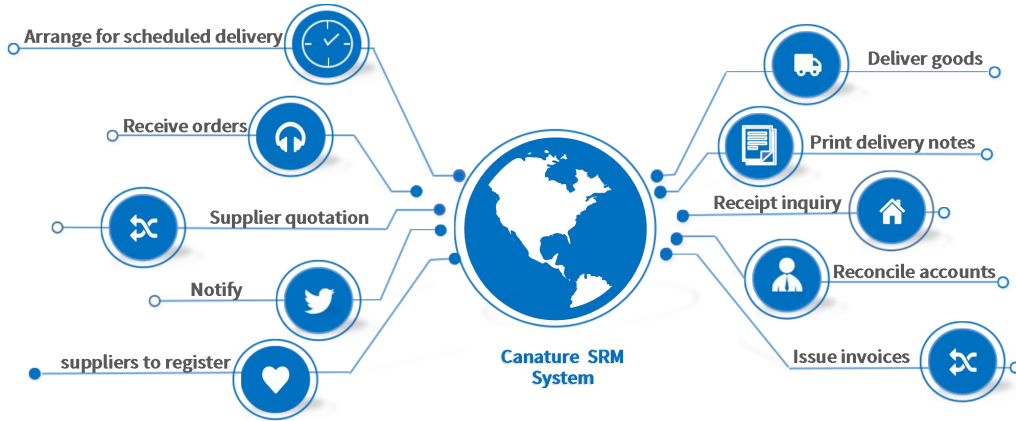 Arrange for scheduled delivery
Receive orders
Supplier quotation
Notify
suppliers to register
Canature SRM
System
Deliver goods
Print delivery notes
Receipt inquiry
Reconcile accounts
Issue invoices